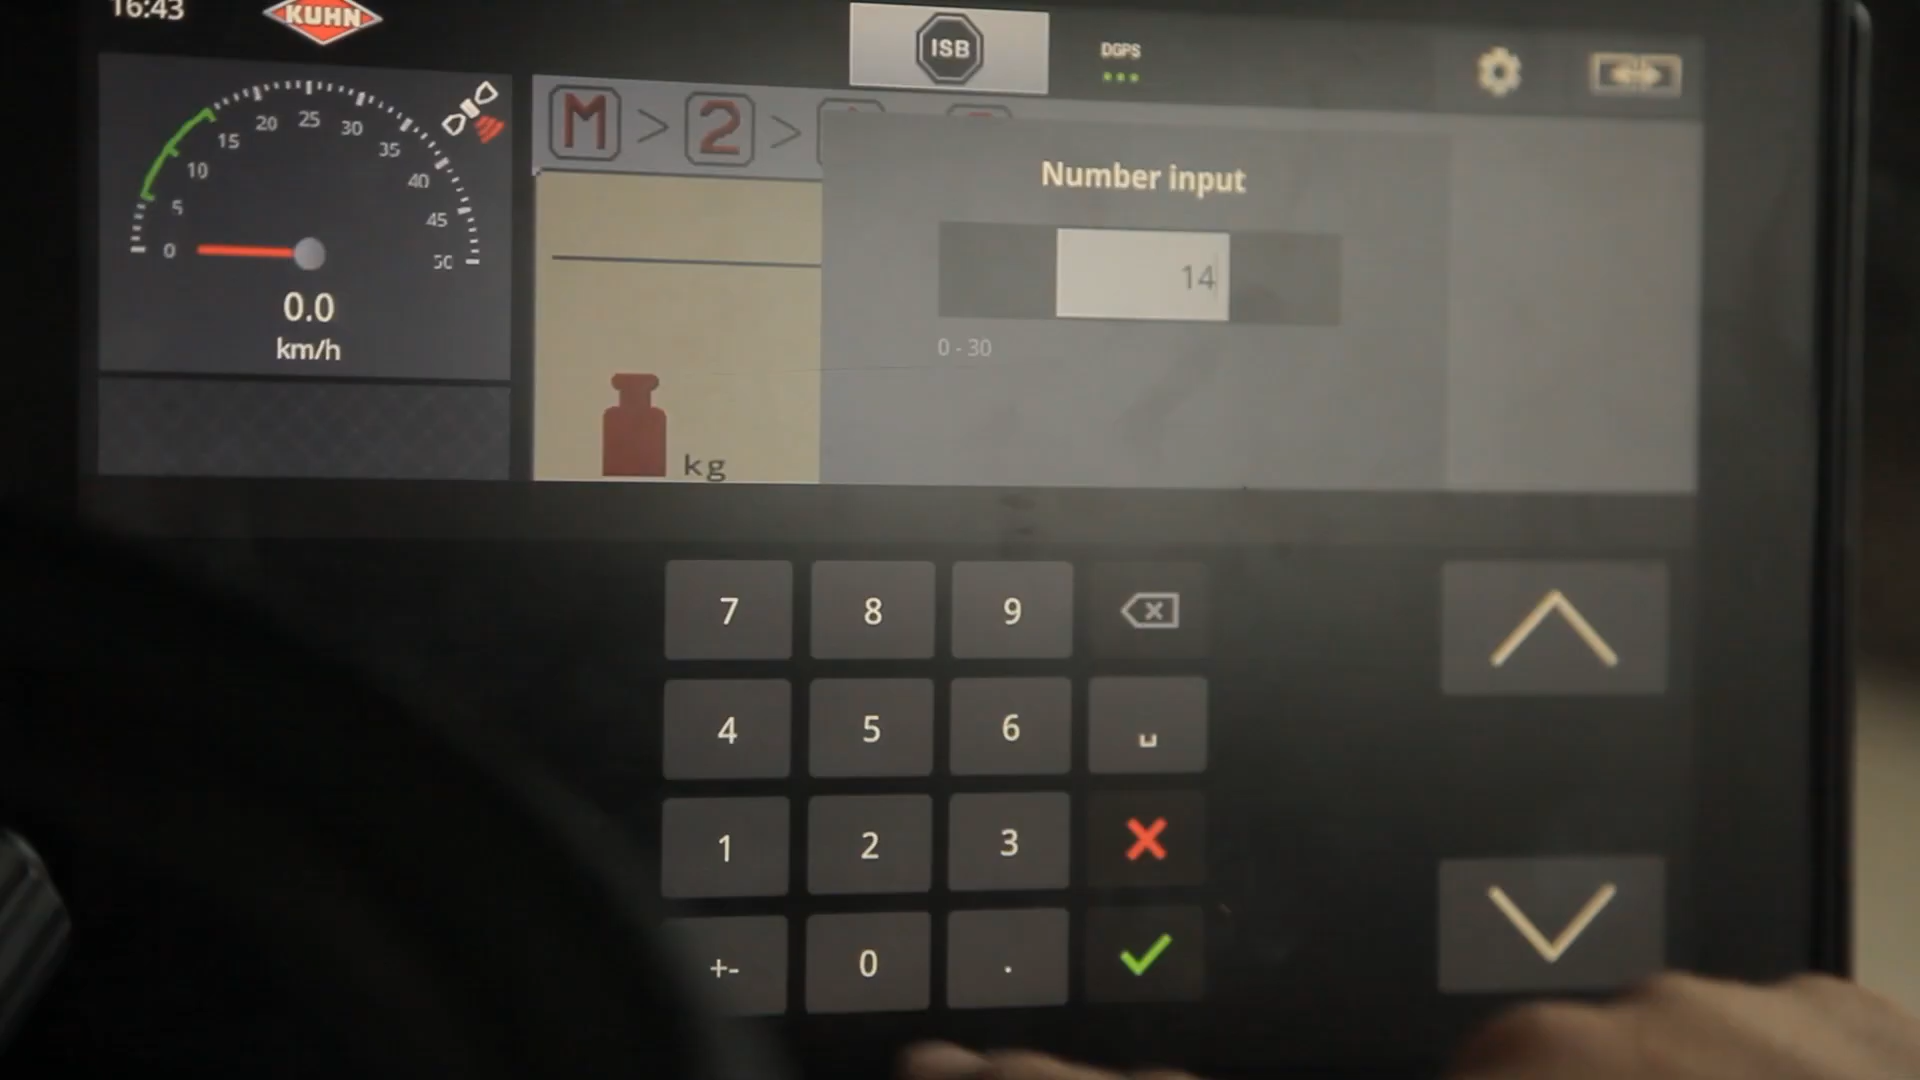 16:43
KUHN
ISB
DGPS
0 5 10 15 20 25 30 35 40 45 50
0.0
km/h
M > 2 >
kg
Number input
14
0 - 30
7 8 9
4 5 6
1 2 3
+- 0 .